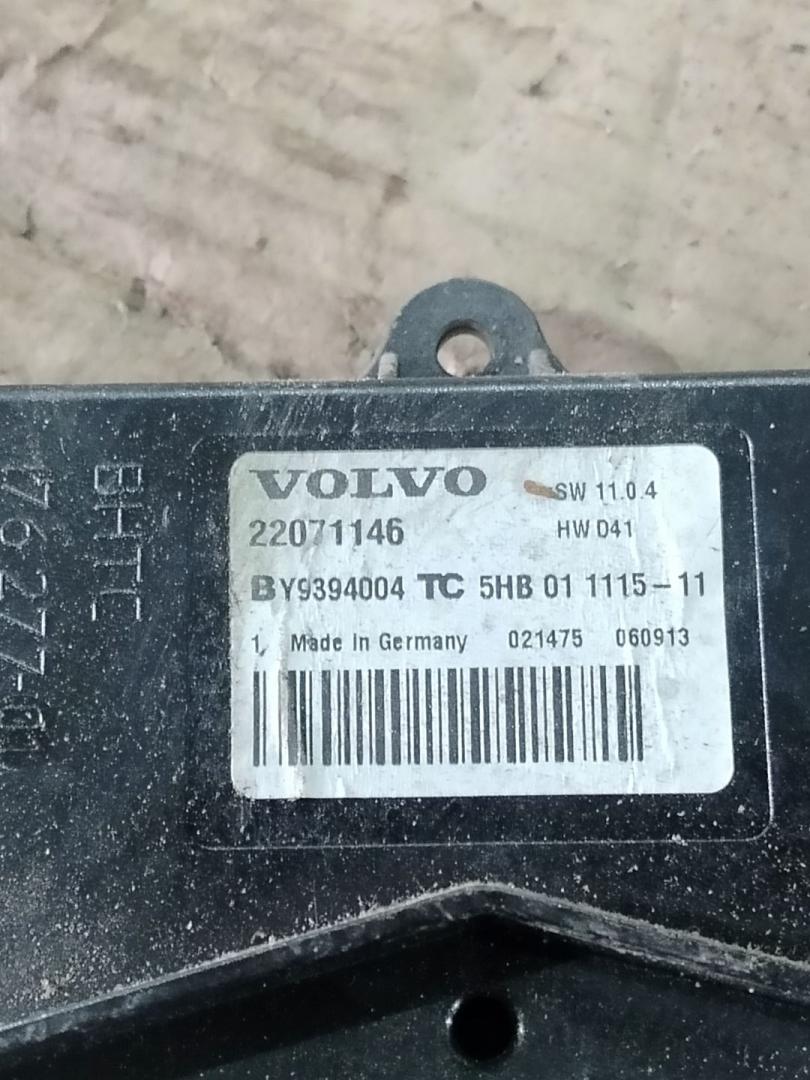 VOLVO SW 11.0.4
22071146 HW 041
BY9394004 TC 5HB 01 1115-11
1, Made In Germany 021475 060913
BHTC